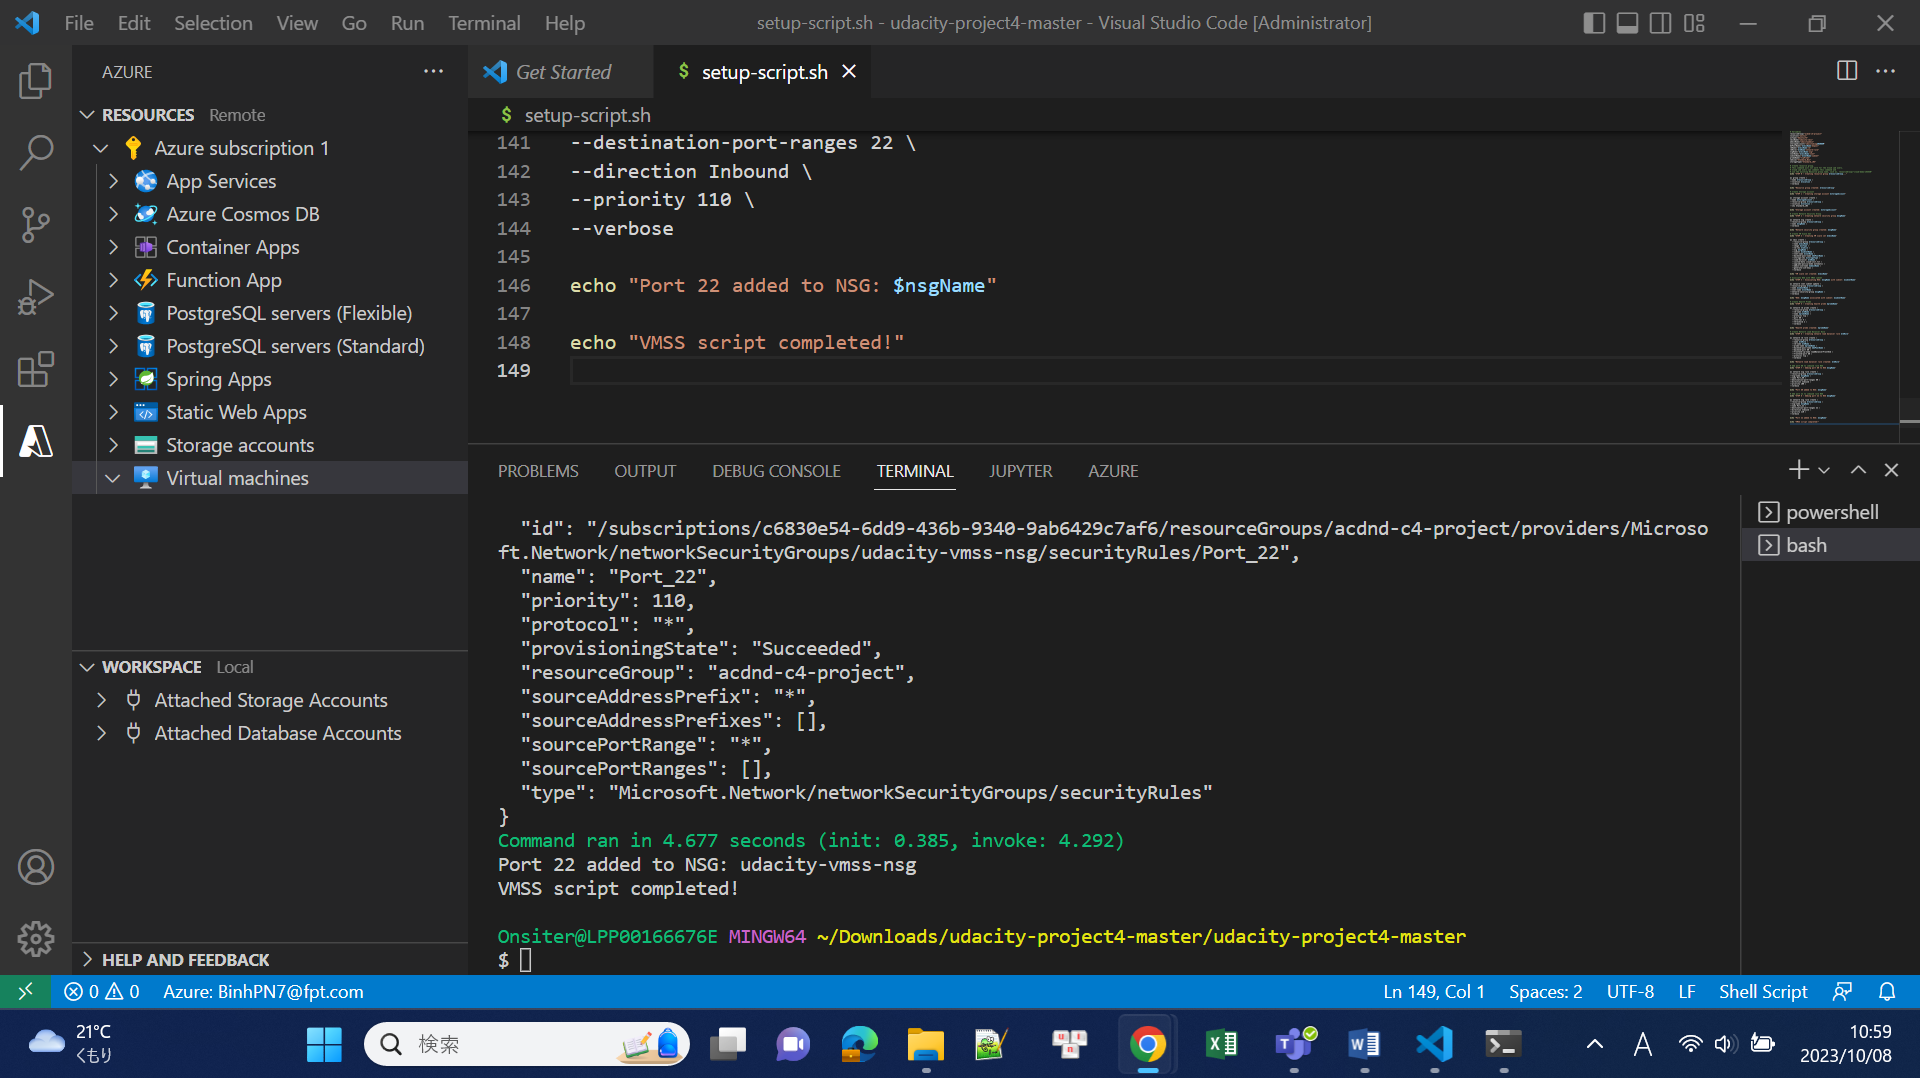 File Edit Selection View Go Run Terminal Help
setup-script.sh - udacity-project4-master - Visual Studio Code [Administrator]
AZURE
RESOURCES Remote
Azure subscription 1
App Services
Azure Cosmos DB
Container Apps
Function App
PostgreSQL servers (Flexible)
PostgreSQL servers (Standard)
Spring Apps
Static Web Apps
Storage accounts
Virtual machines
WORKSPACE Local
Attached Storage Accounts
Attached Database Accounts
HELP AND FEEDBACK
Get Started
$ setup-script.sh
$ setup-script.sh
141 --destination-port-ranges 22 \
142 --direction Inbound \
143 --priority 110 \
144 --verbose
145
146 echo "Port 22 added to NSG: $nsgName"
147
148 echo "VMSS script completed!"
149
PROBLEMS OUTPUT DEBUG CONSOLE TERMINAL JUPYTER AZURE
"id": "/subscriptions/c6830e54-6dd9-436b-9340-9ab6429c7af6/resourceGroups/acdnd-c4-project/providers/Microso
ft.Network/networkSecurityGroups/udacity-vmss-nsg/securityRules/Port_22",
"name": "Port_22",
"priority": 110,
"protocol": "*",
"provisioningState": "Succeeded",
"resourceGroup": "acdnd-c4-project",
"sourceAddressPrefix": "*",
"sourceAddressPrefixes": [],
"sourcePortRange": "*",
"sourcePortRanges": [],
"type": "Microsoft.Network/networkSecurityGroups/securityRules"
}
Command ran in 4.677 seconds (init: 0.385, invoke: 4.292)
Port 22 added to NSG: udacity-vmss-nsg
VMSS script completed!
Onsiter@LPP00166676E MINGW64 ~/Downloads/udacity-project4-master/udacity-project4-master
$
powershell
bash
0 0 Azure: BinhPN7@fpt.com
Ln 149, Col 1 Spaces: 2 UTF-8 LF Shell Script
21°C
くもり
検索
A
10:59
2023/10/08